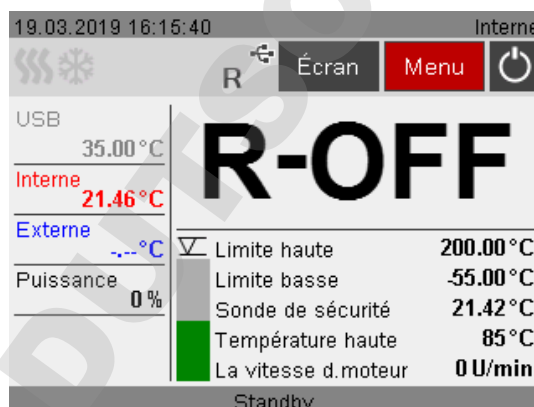 19.03.2019 16:15:40 Interne
R Écran Menu
USB
35.00°C
Interne
21.46°C
Externe
-.--°C
Puissance
0 %
R-OFF
Limite haute 200.00°C
Limite basse -55.00°C
Sonde de sécurité 21.42°C
Température haute 85°C
La vitesse d.moteur 0 U/min
Standby